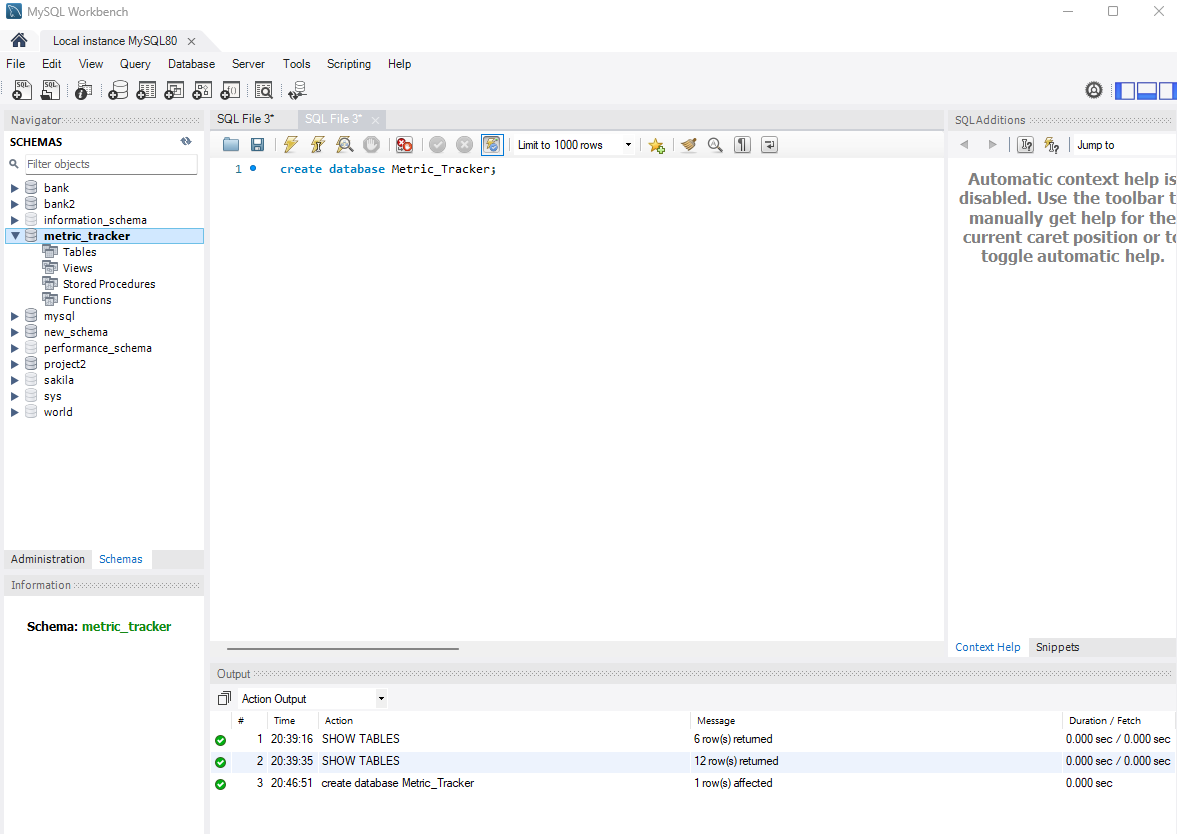 MySQL Workbench
Local instance MySQL80
File Edit View Query Database Server Tools Scripting Help
Navigator
SCHEMAS
Filter objects
bank
bank2
information_schema
metric_tracker
Tables
Views
Stored Procedures
Functions
mysql
new_schema
performance_schema
project2
sakila
sys
world
Administration Schemas
Information
Schema: metric_tracker
SQL File 3* SQL File 3*
Limit to 1000 rows
1 create database Metric_Tracker;
SQLAdditions
Jump to
Automatic context help is
disabled. Use the toolbar t
manually get help for the
current caret position or to
toggle automatic help.
Context Help Snippets
Output
Action Output
# Time Action Message Duration / Fetch
1 20:39:16 SHOW TABLES 6 row(s) returned 0.000 sec / 0.000 sec
2 20:39:35 SHOW TABLES 12 row(s) returned 0.000 sec / 0.000 sec
3 20:46:51 create database Metric_Tracker 1 row(s) affected 0.000 sec